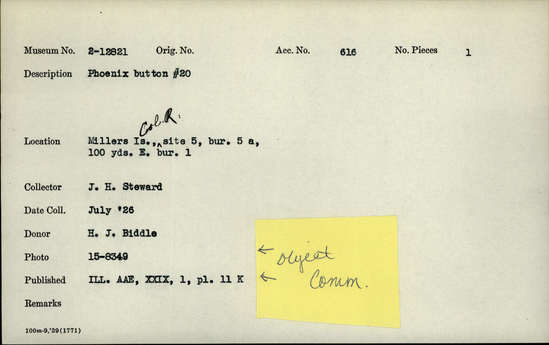 Museum No. 2-12821 Orig. No. Acc. No. 616 No. Pieces 1
Description Phoenix button #20
Col. R.
Location Millers Is., site 5, bur. 5 a,
100 yds. E. bur. 1
Collector J. H. Steward
Date Coll. July '26
Donor H. J. Biddle
Photo 15-8349
Published ILL. AAE, XXIX, 1, pl. 11 K
Remarks
← Object
← Comm.
100m-9,'39(1771)